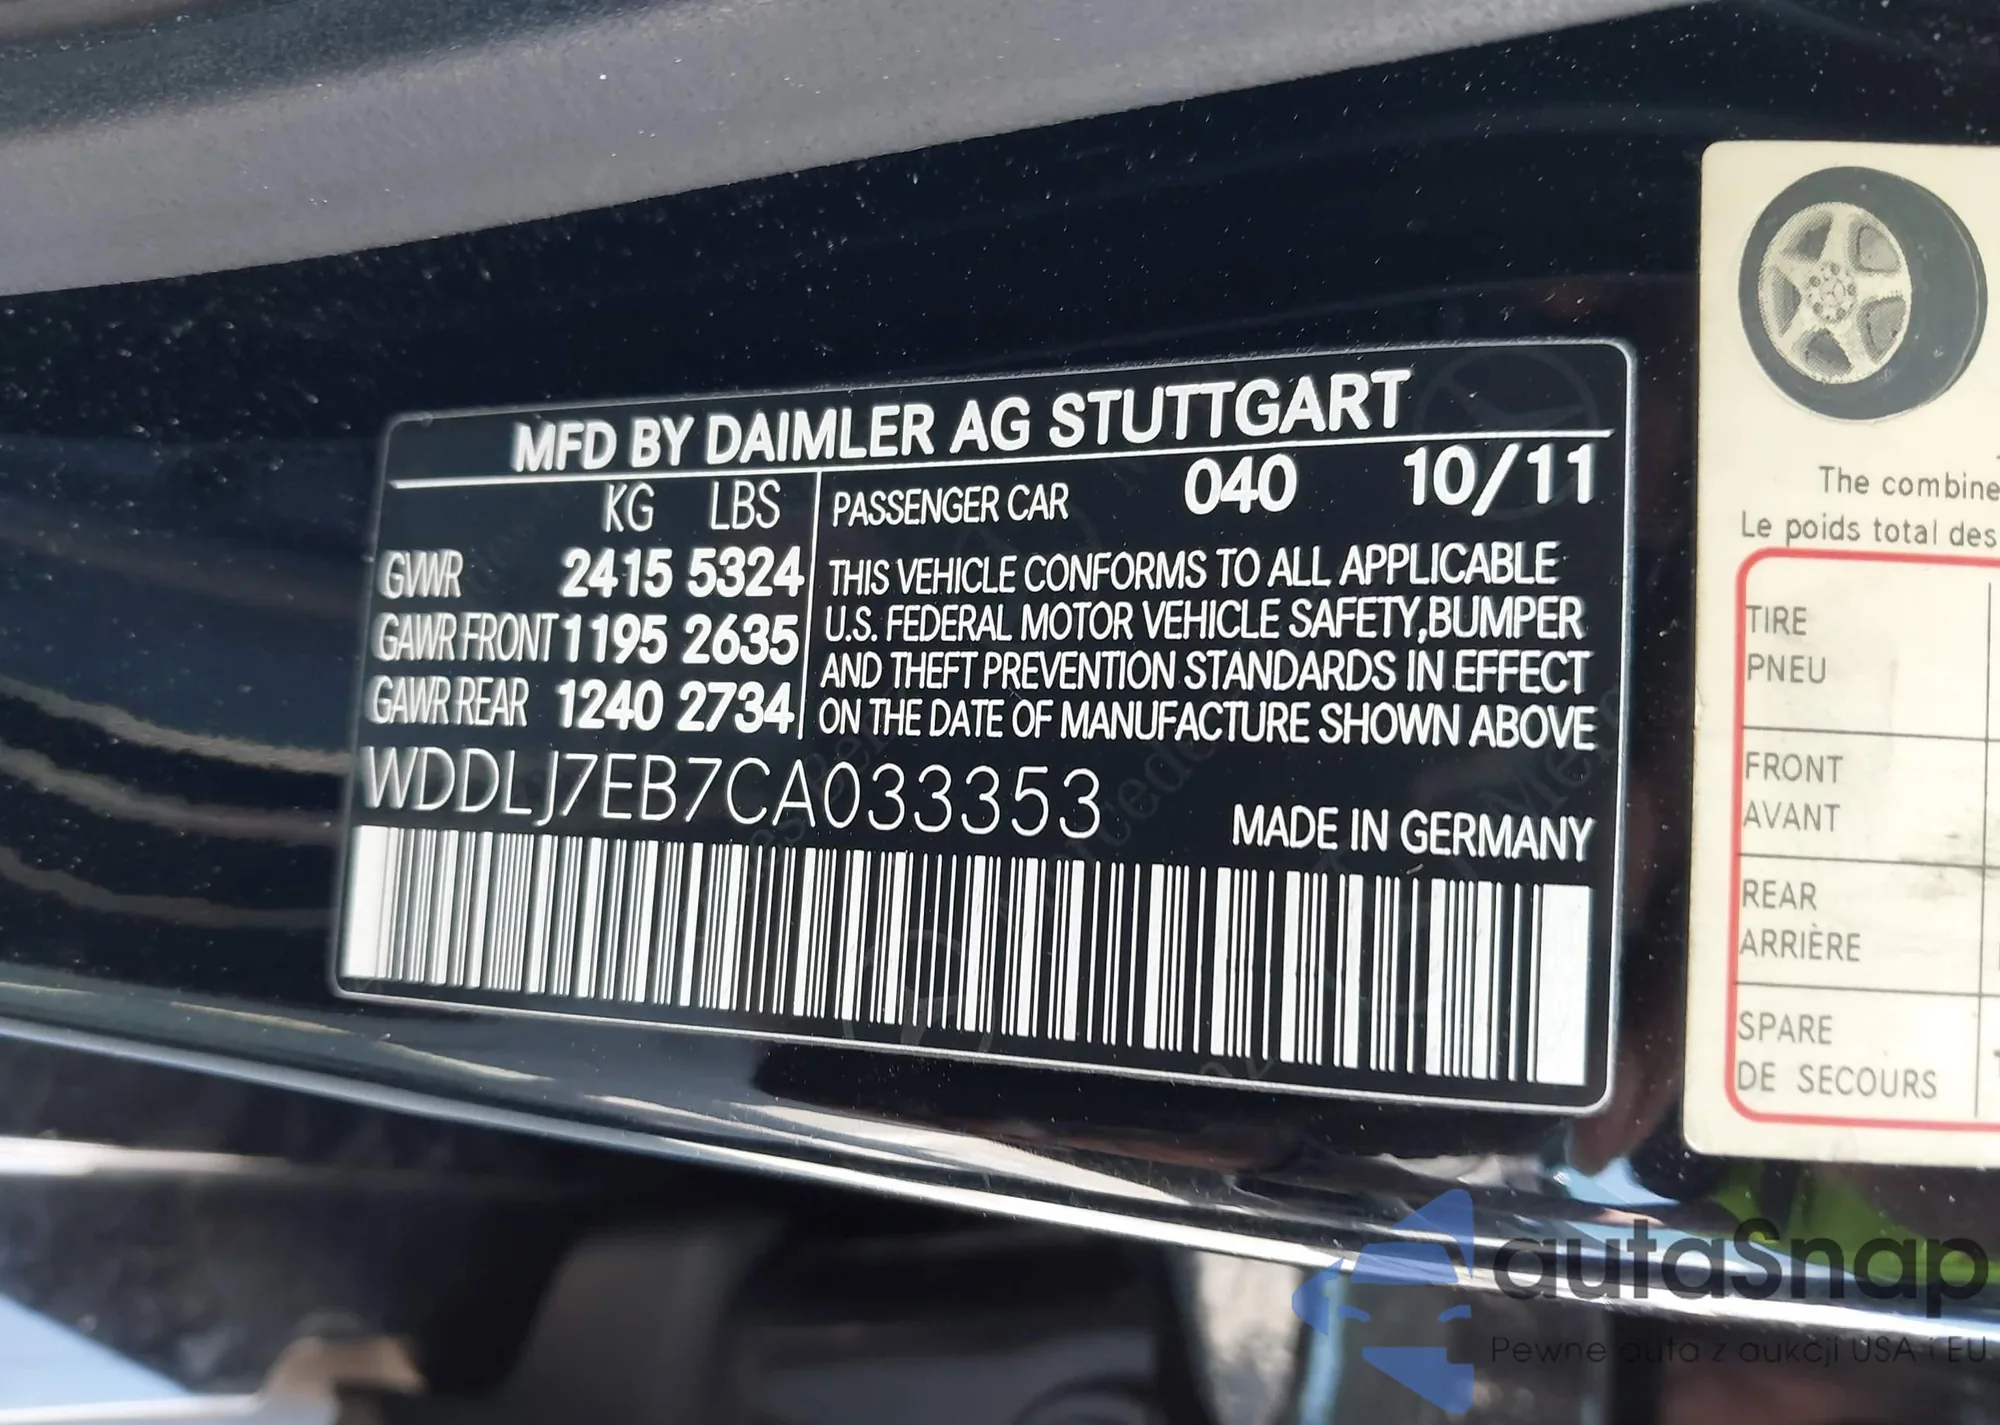 MFD BY DAIMLER AG STUTTGART
KG LBS
GVWR 2415 5324
GAWR FRONT 1195 2635
GAWR REAR 1240 2734
PASSENGER CAR 040 10/11
THIS VEHICLE CONFORMS TO ALL APPLICABLE
U.S. FEDERAL MOTOR VEHICLE SAFETY,BUMPER
AND THEFT PREVENTION STANDARDS IN EFFECT
ON THE DATE OF MANUFACTURE SHOWN ABOVE
WDDLJ7EB7CA033353
MADE IN GERMANY
The combine
Le poids total des
TIRE
PNEU
FRONT
AVANT
REAR
ARRIÈRE
SPARE
DE SECOURS
autaSnap
Pewne auta z aukcji USA i EU